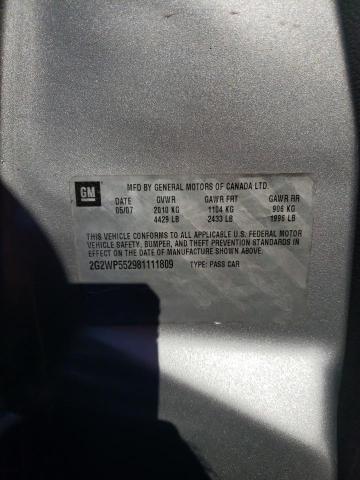 GM
MFD BY GENERAL MOTORS OF CANADA LTD.
DATE GVWR GAWR FRT GAWR RR
05/07 2010 KG 1104 KG 906 KG
4429 LB 2433 LB 1996 LB
THIS VEHICLE CONFORMS TO ALL APPLICABLE U.S. FEDERAL MOTOR
VEHICLE SAFETY, BUMPER, AND THEFT PREVENTION STANDARDS IN
EFFECT ON THE DATE OF MANUFACTURE SHOWN ABOVE.
2G2WP552981111809 TYPE: PASS CAR